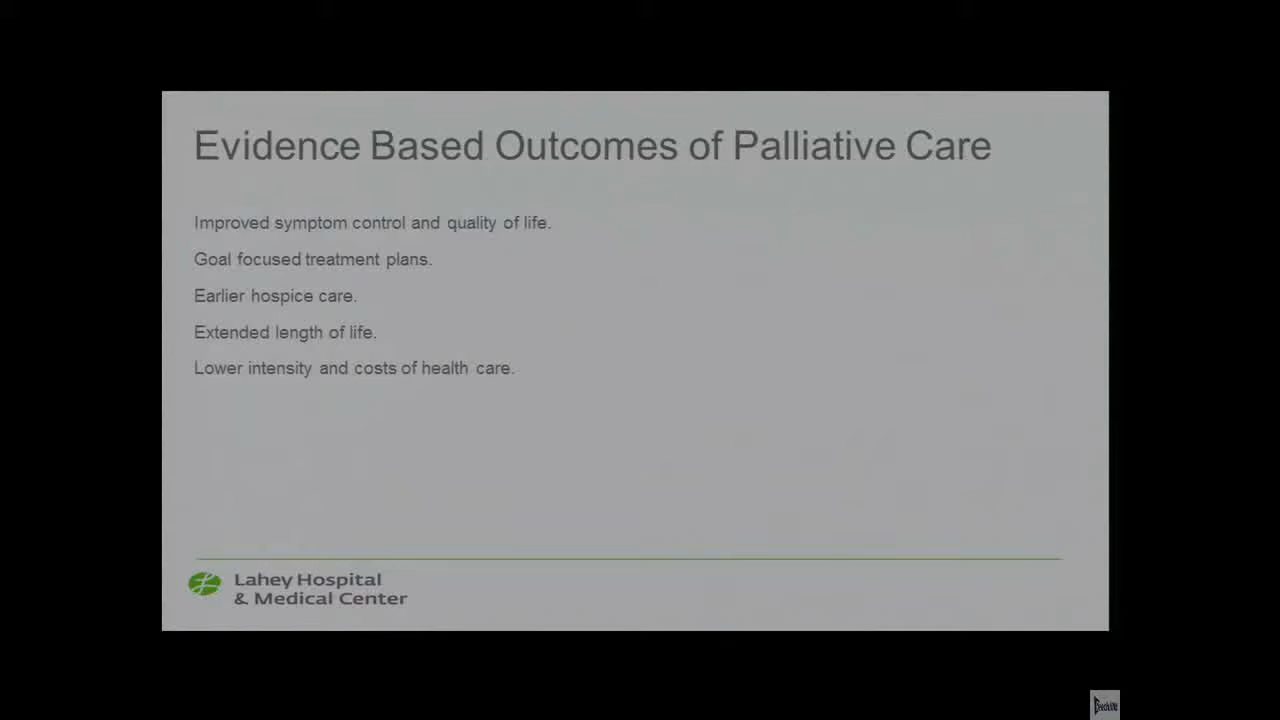 Evidence Based Outcomes of Palliative Care
Improved symptom control and quality of life.
Goal focused treatment plans.
Earlier hospice care.
Extended length of life.
Lower intensity and costs of health care.
Lahey Hospital
& Medical Center